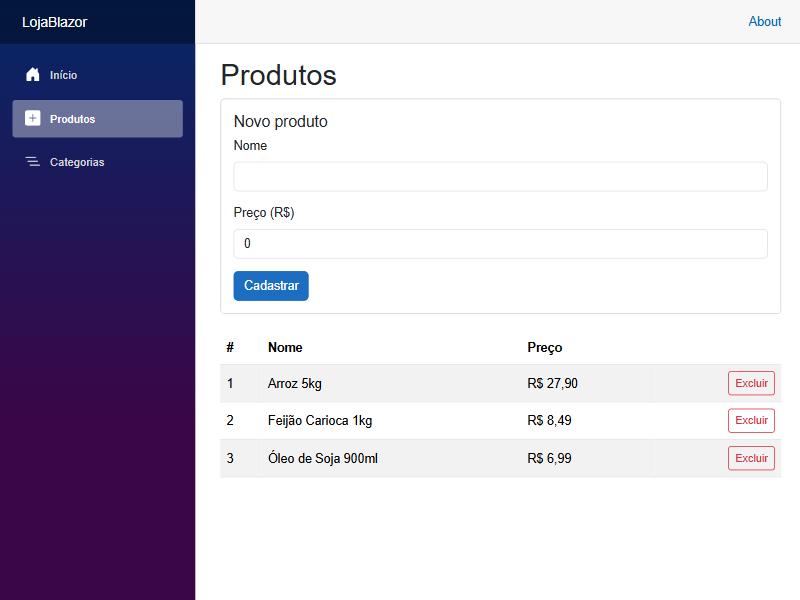 LojaBlazor
About
Início
Produtos
Categorias
Produtos
Novo produto
Nome
Preço (R$)
0
Cadastrar
# Nome Preço
1 Arroz 5kg R$ 27,90 Excluir
2 Feijão Carioca 1kg R$ 8,49 Excluir
3 Óleo de Soja 900ml R$ 6,99 Excluir